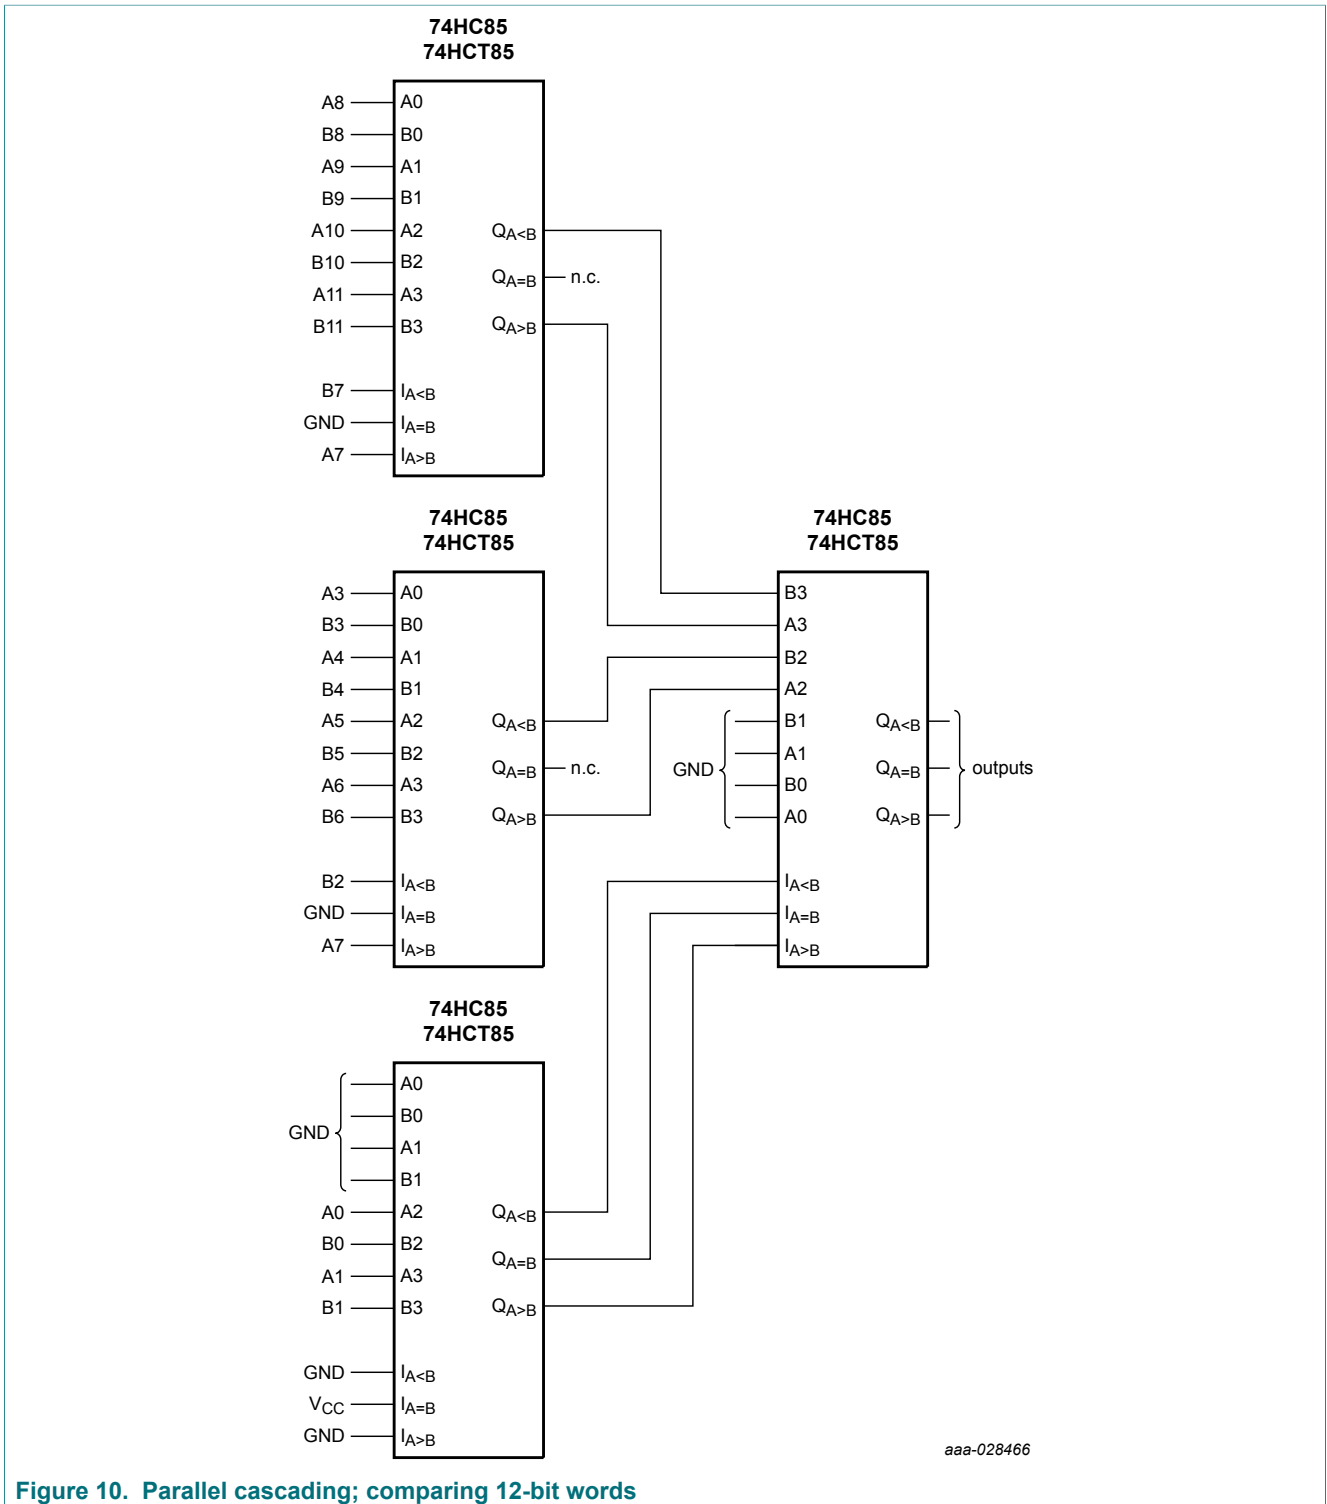 74HC85
74HCT85
A8 A0
B8 B0
A9 A1
B9 B1
A10 A2 QA<B
B10 B2
QA=B n.c.
A11 A3
B11 B3 QA>B
B7 IA<B
GND IA=B
A7 IA>B
74HC85
74HCT85
A3 A0
B3 B0
A4 A1
B4 B1
A5 A2 QA<B
B5 B2
QA=B n.c.
A6 A3
B6 B3 QA>B
B2 IA<B
GND IA=B
A7 IA>B
74HC85
74HCT85
B3
A3
B2
A2
B1 QA<B
A1
GND QA=B outputs
B0
A0 QA>B
IA<B
IA=B
IA>B
74HC85
74HCT85
A0
B0
GND
A1
B1
A0 A2 QA<B
B0 B2
QA=B
A1 A3
B1 B3 QA>B
GND IA<B
VCC IA=B
GND IA>B
aaa-028466
Figure 10. Parallel cascading; comparing 12-bit words